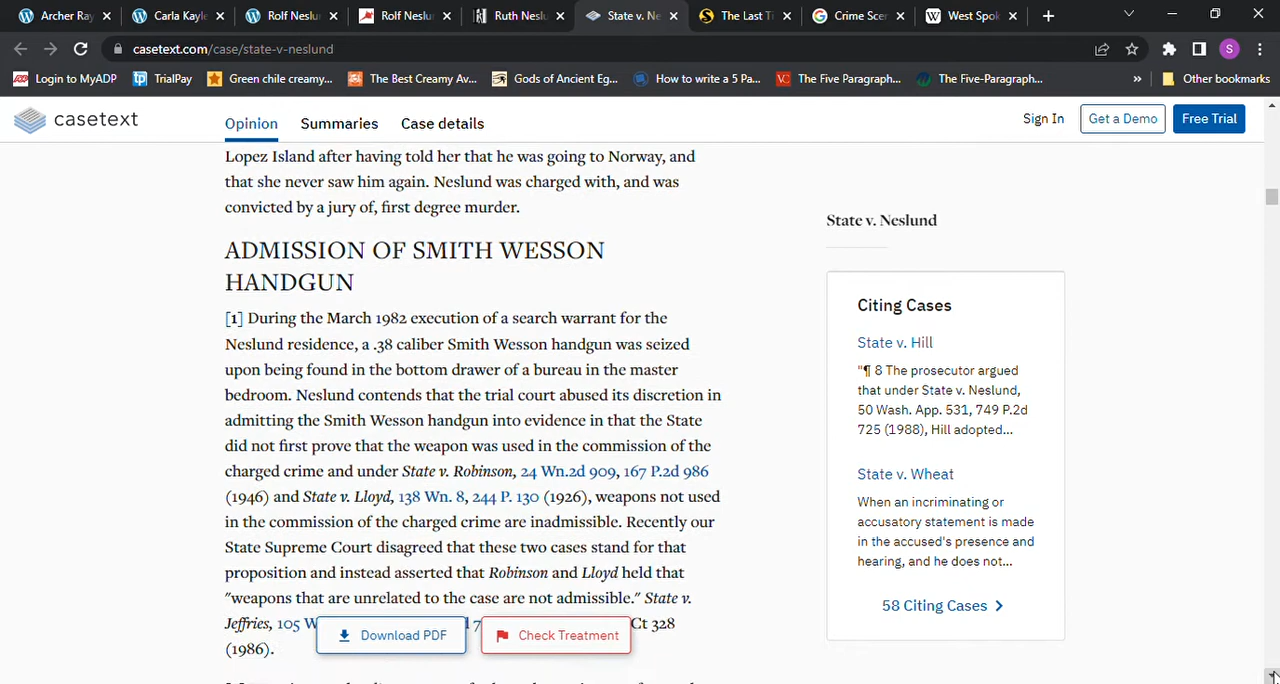 Archer Ray
Carla Kayle
Rolf Neslu
Rolf Neslu
Ruth Neslu
State v. Ne
The Last Ti
Crime Scen
West Spok
casetext.com/case/state-v-neslund
S
Login to MyADP
TrialPay
Green chile creamy...
The Best Creamy Av...
Gods of Ancient Eg...
How to write a 5 Pa...
VC The Five Paragraph...
The Five-Paragraph...
»
Other bookmarks
casetext
Opinion
Summaries
Case details
Sign In
Get a Demo
Free Trial
Lopez Island after having told her that he was going to Norway, and
that she never saw him again. Neslund was charged with, and was
convicted by a jury of, first degree murder.
ADMISSION OF SMITH WESSON
HANDGUN
[1] During the March 1982 execution of a search warrant for the
Neslund residence, a .38 caliber Smith Wesson handgun was seized
upon being found in the bottom drawer of a bureau in the master
bedroom. Neslund contends that the trial court abused its discretion in
admitting the Smith Wesson handgun into evidence in that the State
did not first prove that the weapon was used in the commission of the
charged crime and under State v. Robinson, 24 Wn.2d 909, 167 P.2d 986
(1946) and State v. Lloyd, 138 Wn. 8, 244 P. 130 (1926), weapons not used
in the commission of the charged crime are inadmissible. Recently our
State Supreme Court disagreed that these two cases stand for that
proposition and instead asserted that Robinson and Lloyd held that
"weapons that are unrelated to the case are not admissible." State v.
Jeffries, 105 W
Ct 328
(1986).
Download PDF
Check Treatment
State v. Neslund
Citing Cases
State v. Hill
"¶ 8 The prosecutor argued
that under State v. Neslund,
50 Wash. App. 531, 749 P.2d
725 (1988), Hill adopted...
State v. Wheat
When an incriminating or
accusatory statement is made
in the accused's presence and
hearing, and he does not...
58 Citing Cases